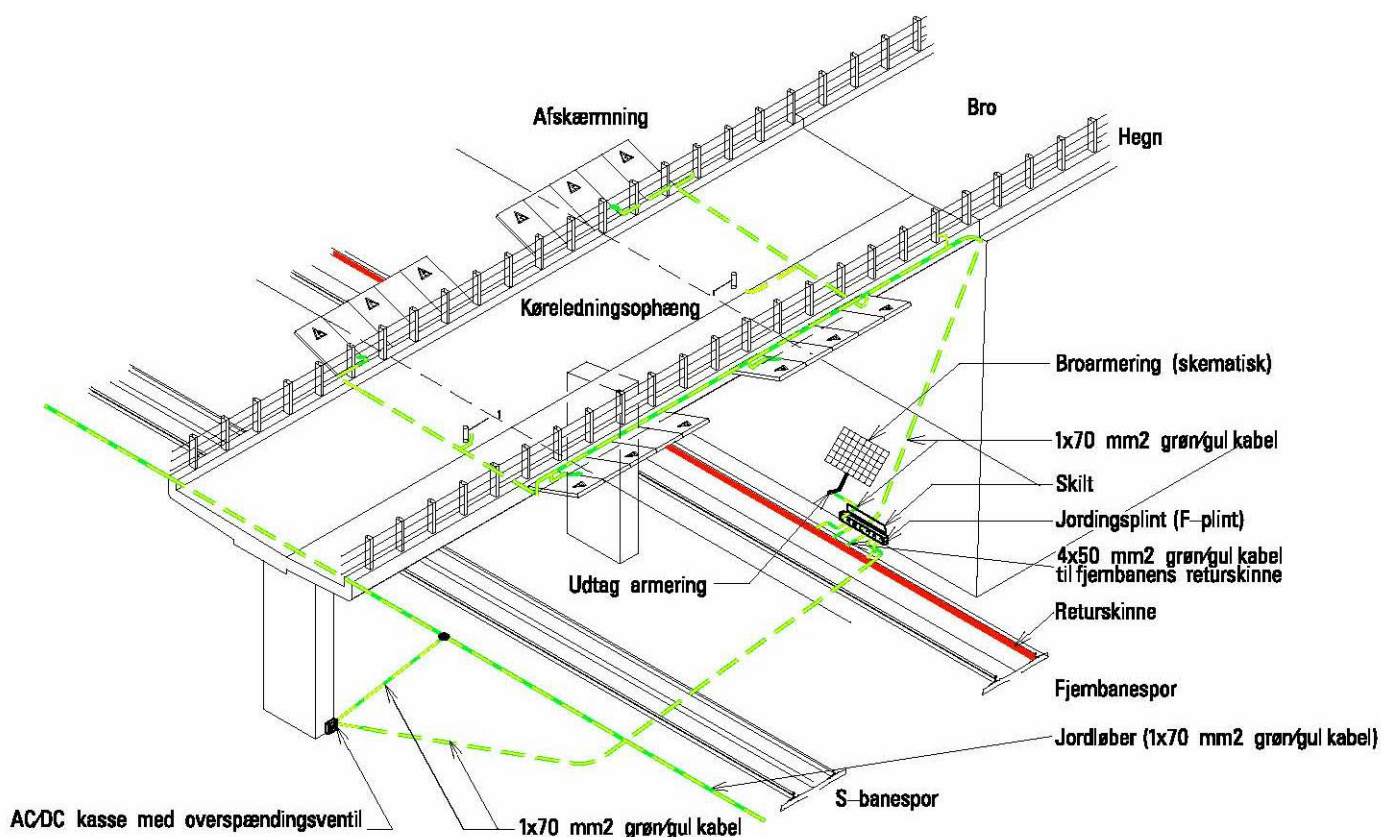 Bro
Afskærmning
Hegn
Køreledningsophæng
Broarmering (skematisk)
1x70 mm2 grøn/gul kabel
Skilt
Jordingsplint (F-plint)
4x50 mm2 grøn/gul kabel
til fjernbanens returskinne
Udtag armering
Returskinne
Fjernbanespor
Jordløber (1x70 mm2 grøn/gul kabel)
S-banespor
AC/DC kasse med overspændingsventil
1x70 mm2 grøn/gul kabel